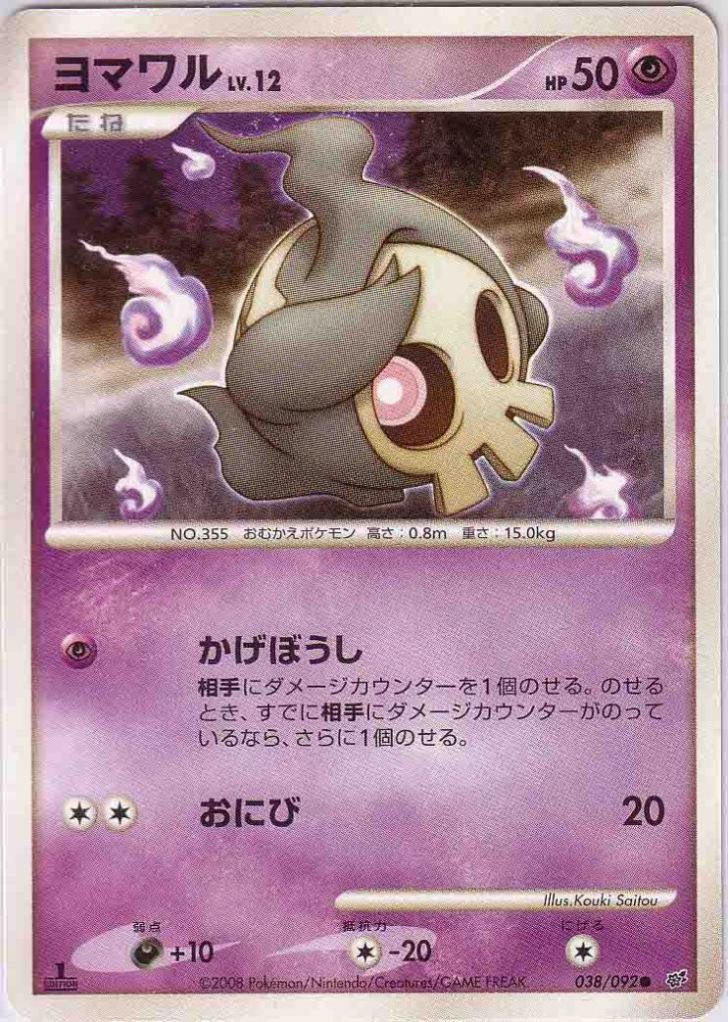 ヨマワル LV.12 HP 50
たね
NO.355 おむかえポケモン 高さ:0.8m 重さ:15.0kg
かげぼうし
相手にダメージカウンターを1個のせる。のせる
とき、すでに相手にダメージカウンターがのって
いるなら、さらに1個のせる。
おにび 20
Illus.Kouki Saitou
弱点 抵抗力 にげる
+10 -20
1 EDITION
©2008 Pokémon/Nintendo/Creatures/GAME FREAK. 038/092